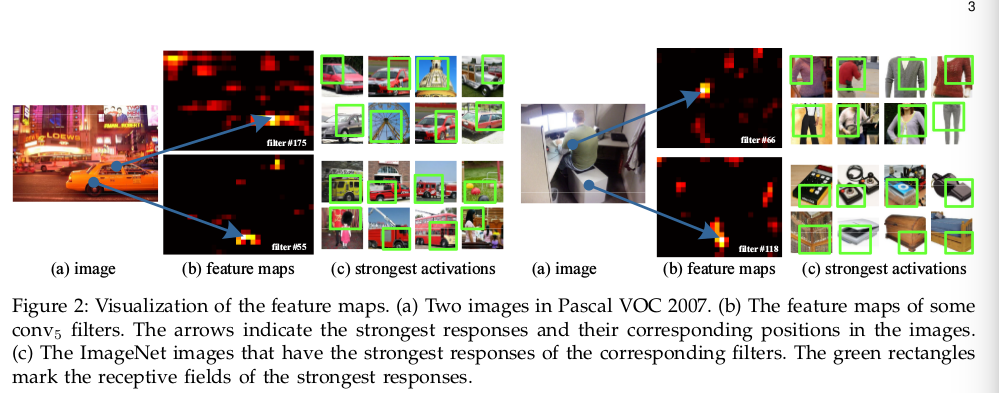 3
LOEWS
filter #175
filter #55
filter #66
filter #118
(a) image
(b) feature maps
(c) strongest activations
(a) image
(b) feature maps
(c) strongest activations
Figure 2: Visualization of the feature maps. (a) Two images in Pascal VOC 2007. (b) The feature maps of some
conv5 filters. The arrows indicate the strongest responses and their corresponding positions in the images.
(c) The ImageNet images that have the strongest responses of the corresponding filters. The green rectangles
mark the receptive fields of the strongest responses.